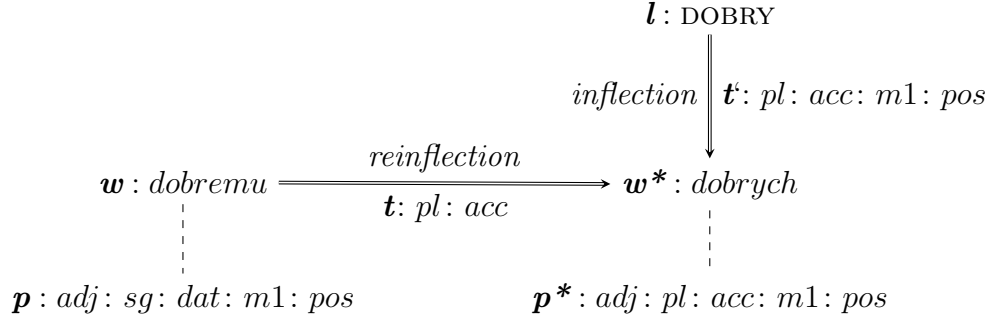 l : DOBRY
inflection t‘: pl: acc: m1: pos
reinflection
w : dobremu w* : dobrych
t: pl: acc
p : adj: sg: dat: m1: pos p* : adj: pl: acc: m1: pos